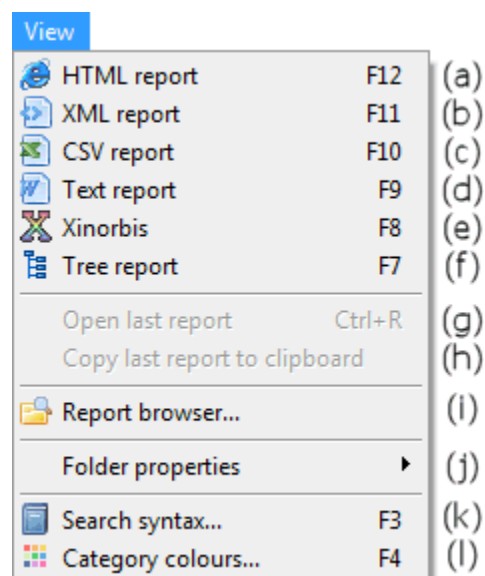 View
HTML report F12 (a)
XML report F11 (b)
CSV report F10 (c)
Text report F9 (d)
Xinorbis F8 (e)
Tree report F7 (f)
Open last report Ctrl+R (g)
Copy last report to clipboard (h)
Report browser... (i)
Folder properties (j)
Search syntax... F3 (k)
Category colours... F4 (l)